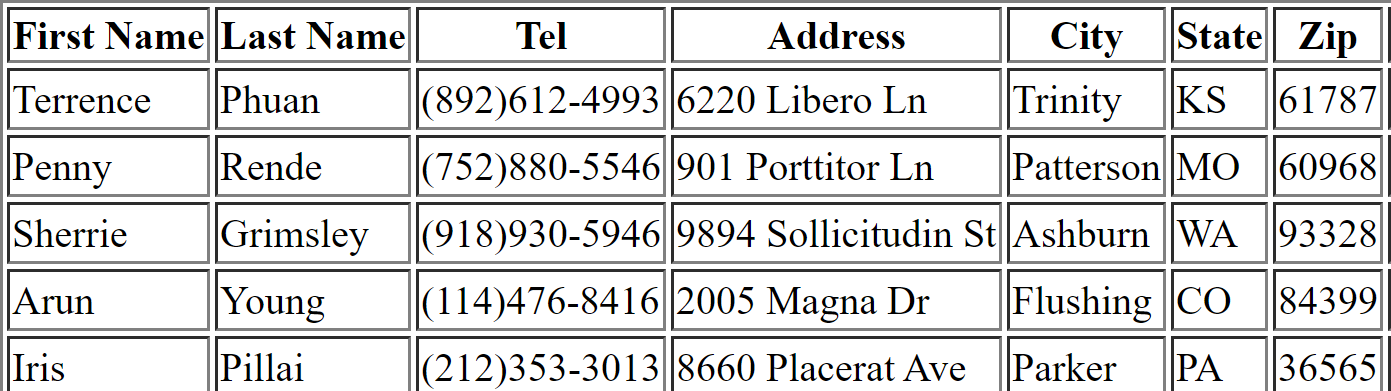 First Name Last Name Tel Address City State Zip
Terrence Phuan (892)612-4993 6220 Libero Ln Trinity KS 61787
Penny Rende (752)880-5546 901 Porttitor Ln Patterson MO 60968
Sherrie Grimsley (918)930-5946 9894 Sollicitudin St Ashburn WA 93328
Arun Young (114)476-8416 2005 Magna Dr Flushing CO 84399
Iris Pillai (212)353-3013 8660 Placerat Ave Parker PA 36565